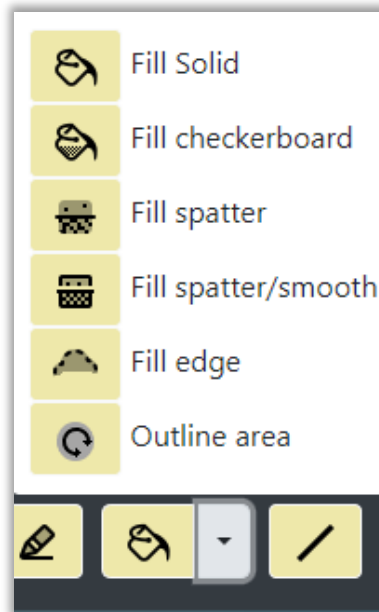 Fill Solid
Fill checkerboard
Fill spatter
Fill spatter/smooth
Fill edge
Outline area